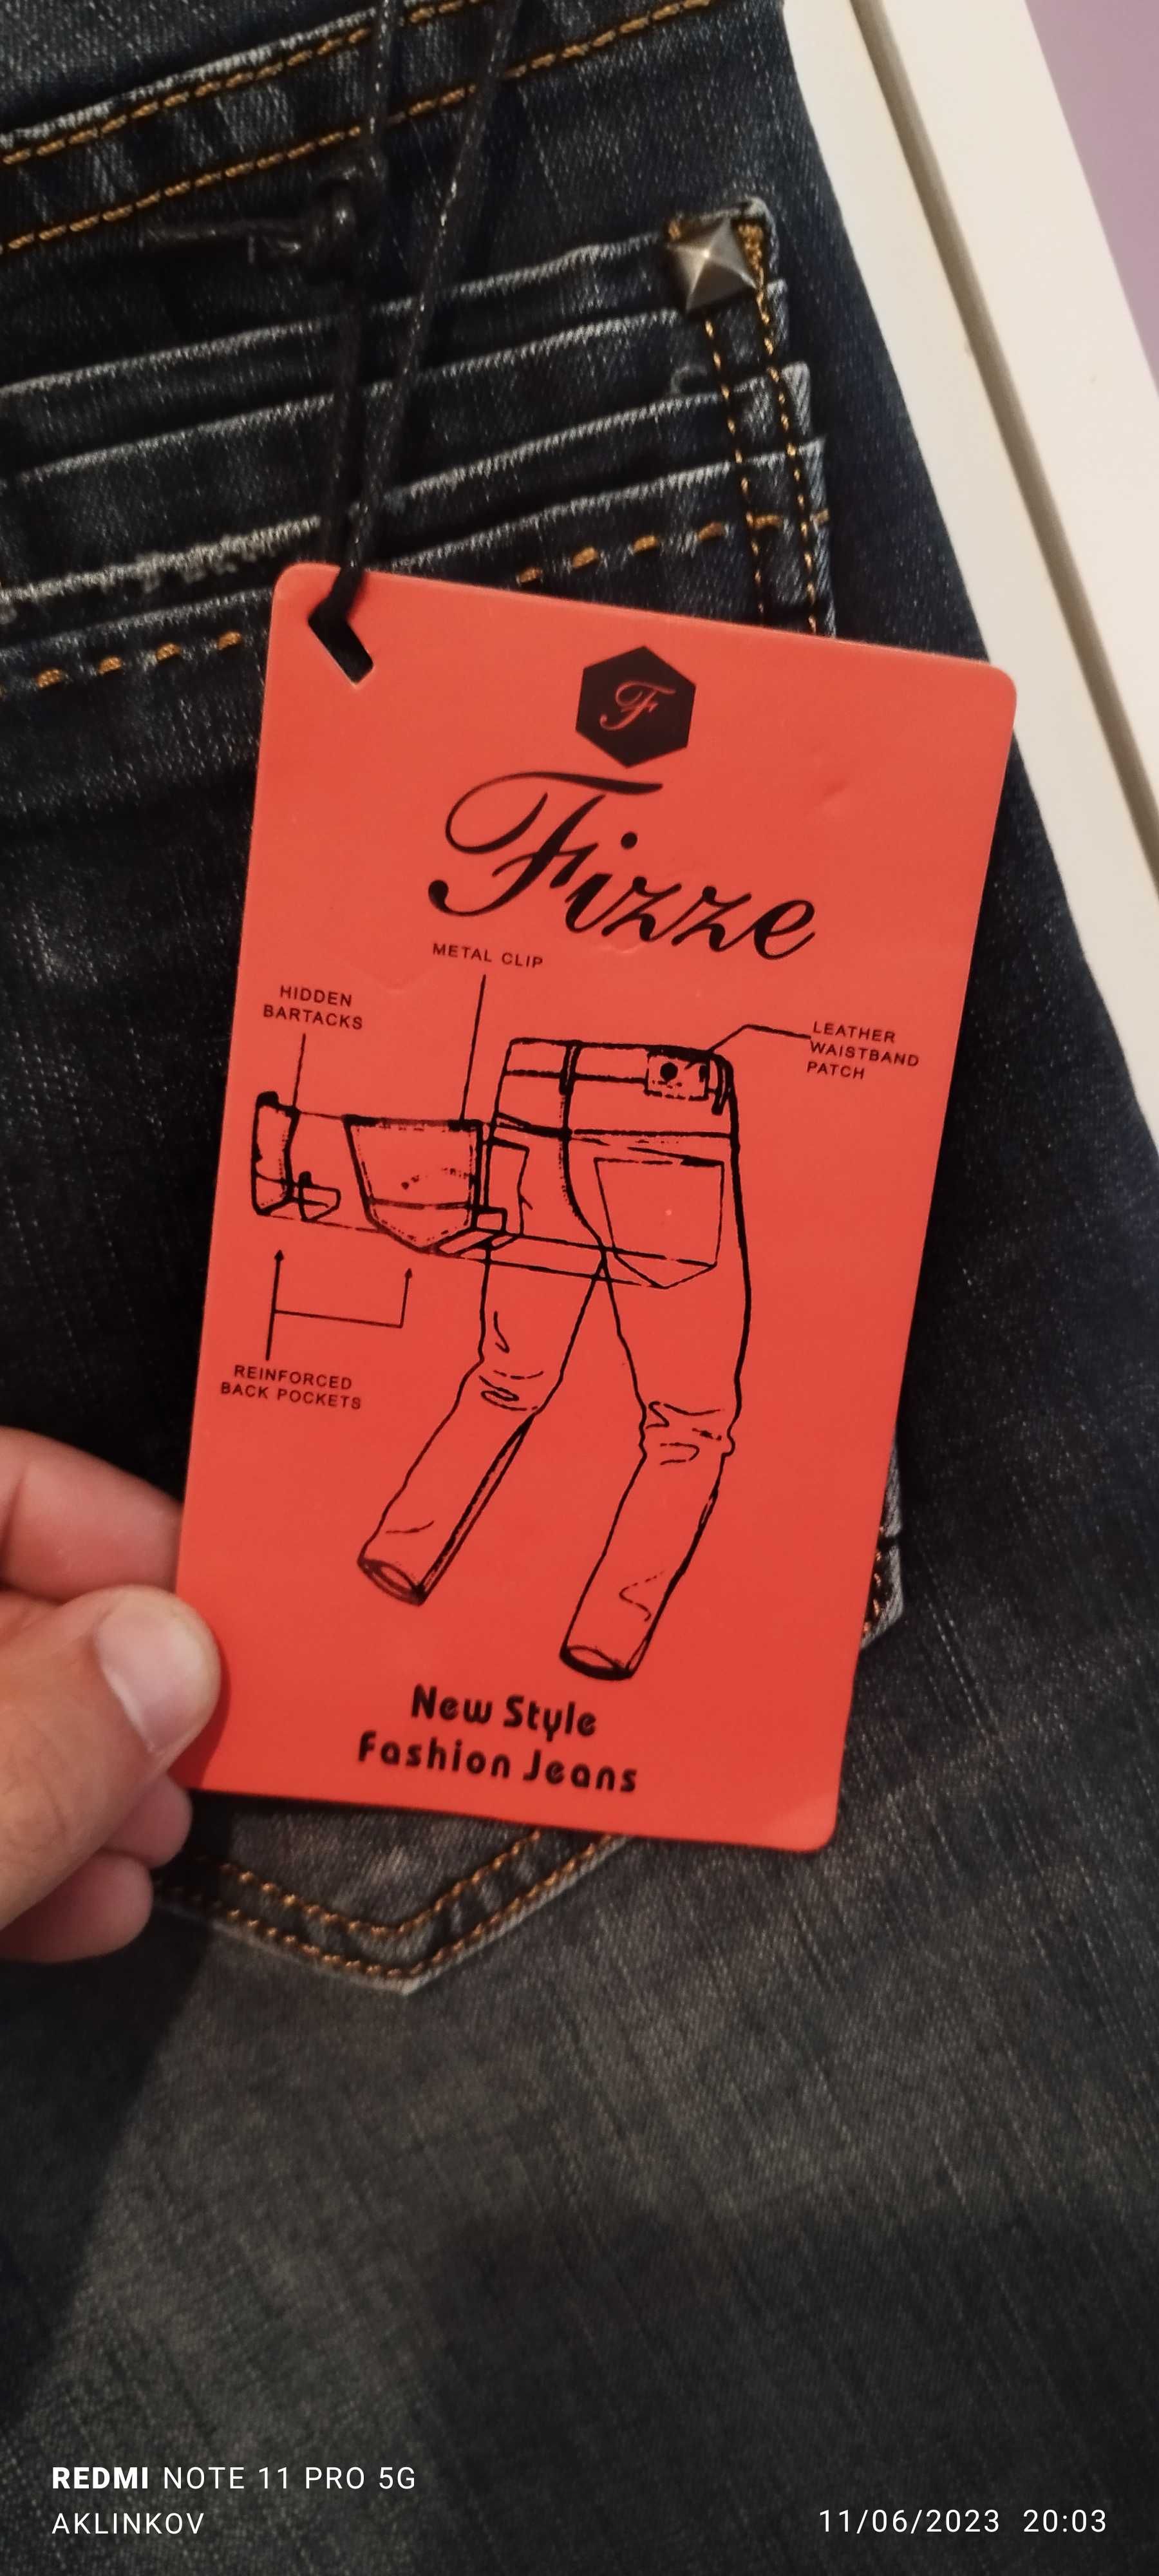 F
Fizze
METAL CLIP
HIDDEN
BARTACKS
LEATHER
WAISTBAND
PATCH
REINFORCED
BACK POCKETS
New Style
Fashion Jeans
REDMI NOTE 11 PRO 5G
AKLINKOV
11/06/2023 20:03